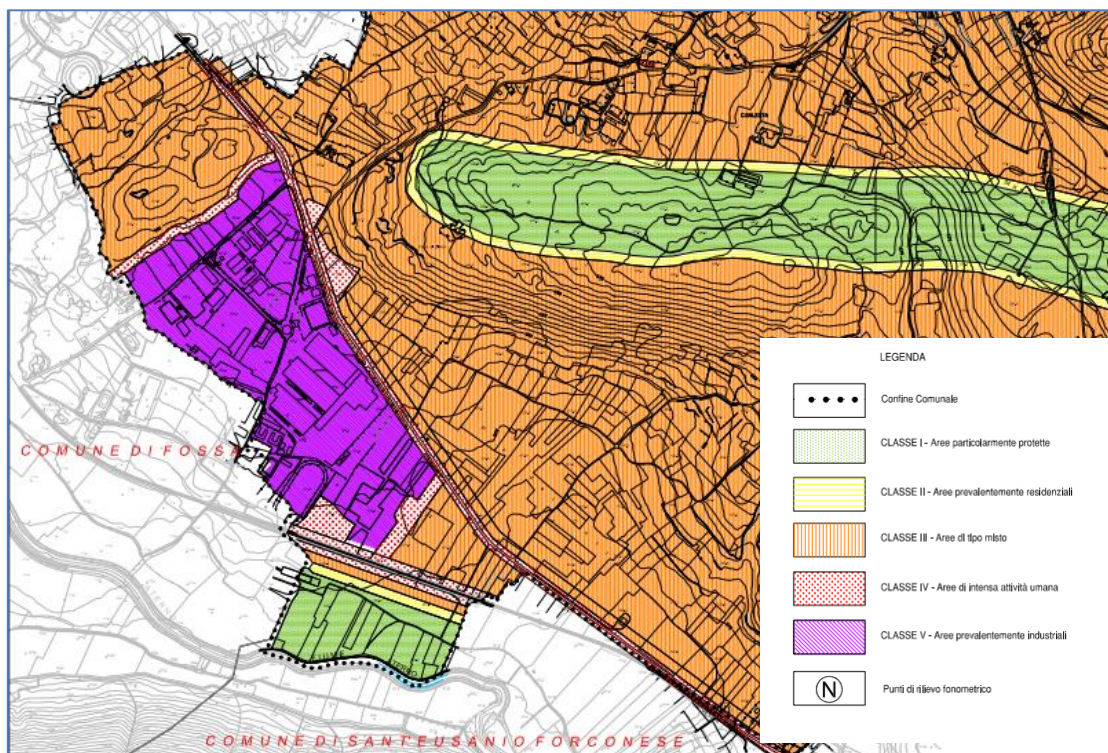 COMUNE DI FOSSA
COMUNE DI SANT'EUSANIO FORCONESE
LEGENDA
Confine Comunale
CLASSE I - Aree particolarmente protette
CLASSE II - Aree prevalentemente residenziali
CLASSE III - Aree di tipo misto
CLASSE IV - Aree di intensa attività umana
CLASSE V - Aree prevalentemente industriali
N
Punti di rilievo fonometrico